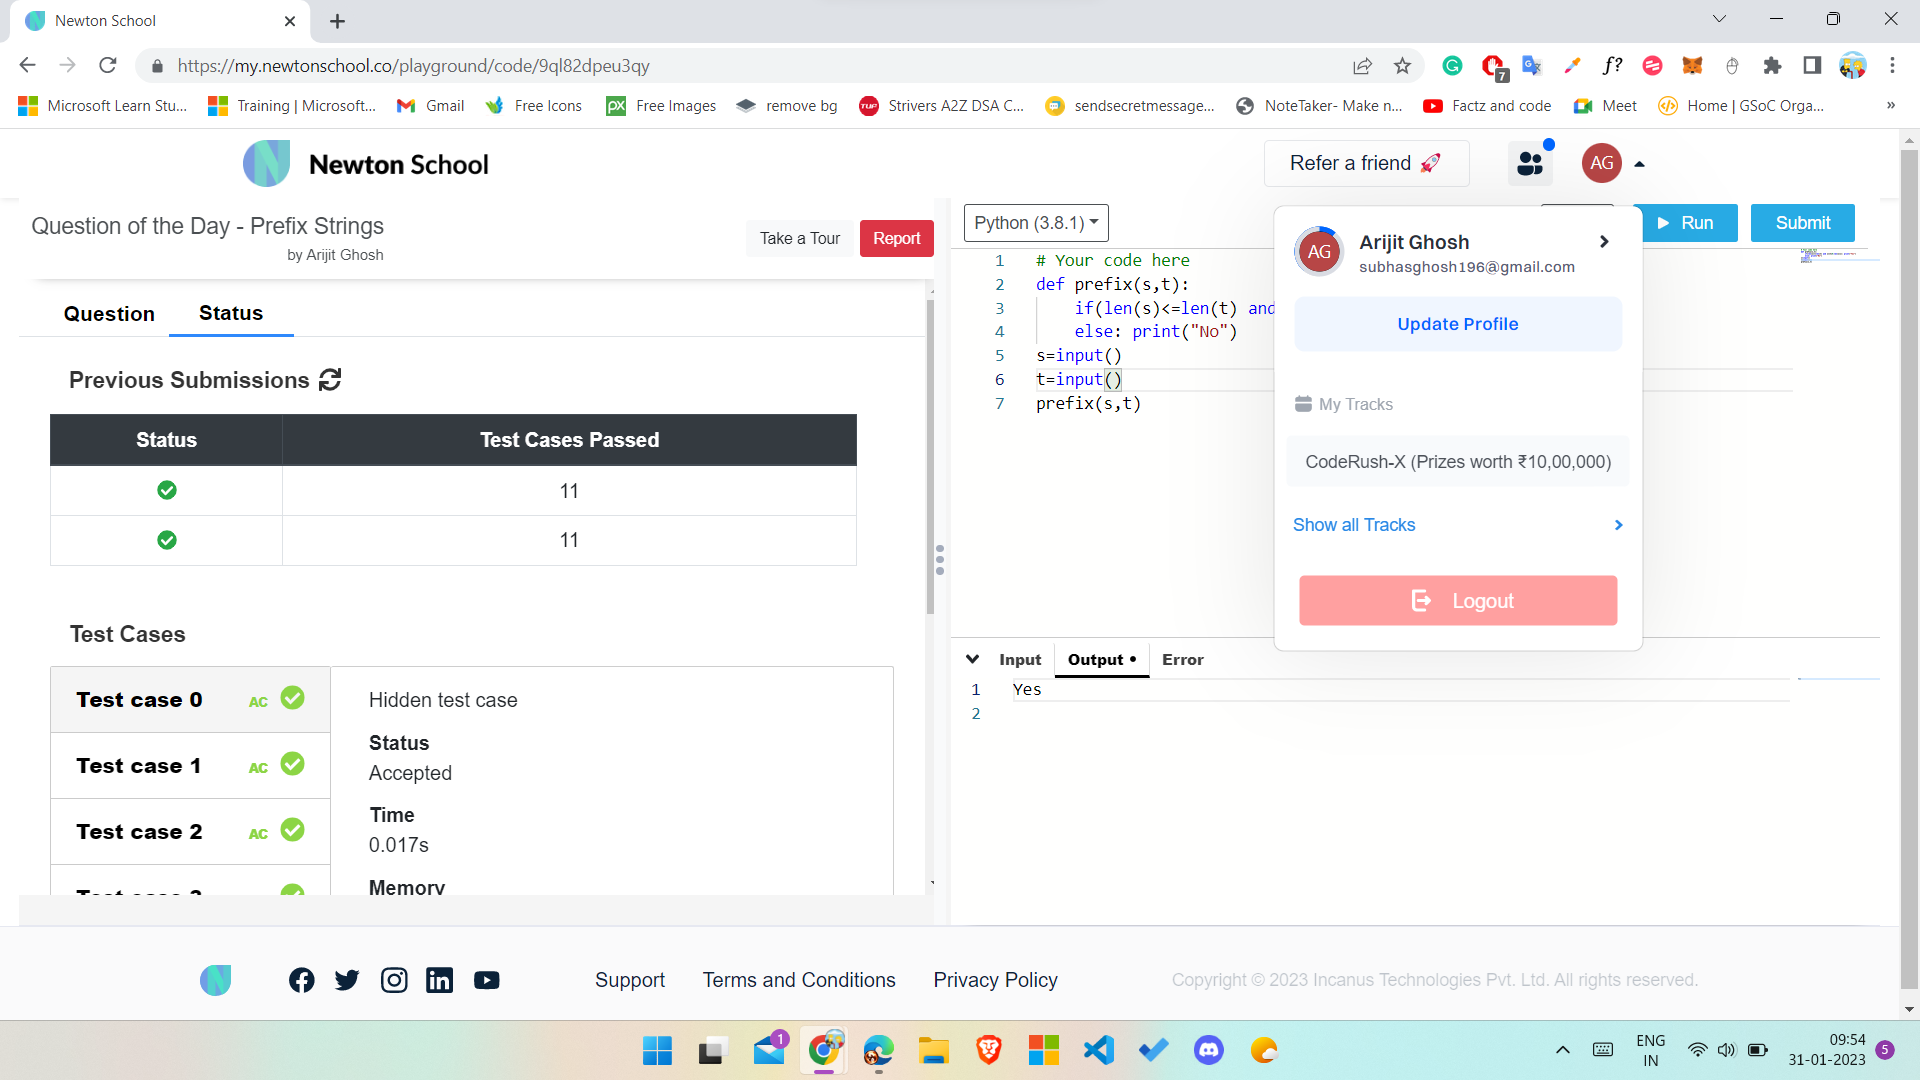 Newton School
https://my.newtonschool.co/playground/code/9ql82dpeu3qy
7
f?
Microsoft Learn Stu...
Training | Microsoft...
Gmail
Free Icons
Free Images
remove bg
Strivers A2Z DSA C...
sendsecretmessage...
NoteTaker- Make n...
Factz and code
Meet
Home | GSoC Orga...
»
Newton School
Refer a friend
AG
Question of the Day - Prefix Strings
by Arijit Ghosh
Take a Tour
Report
Question
Status
Previous Submissions
Status Test Cases Passed
11
11
Test Cases
Test case 0 AC
Test case 1 AC
Test case 2 AC
Hidden test case
Status
Accepted
Time
0.017s
Memory
Python (3.8.1)
Run
Submit
1 # Your code here
2 def prefix(s,t):
3 if(len(s)<=len(t) and
4 else: print("No")
5 s=input()
6 t=input()
7 prefix(s,t)
AG
Arijit Ghosh
subhasghosh196@gmail.com
Update Profile
My Tracks
CodeRush-X (Prizes worth ₹10,00,000)
Show all Tracks
Logout
Input
Output •
Error
1 Yes
2
Support
Terms and Conditions
Privacy Policy
Copyright © 2023 Incanus Technologies Pvt. Ltd. All rights reserved.
1
ENG
IN
09:54
31-01-2023
5